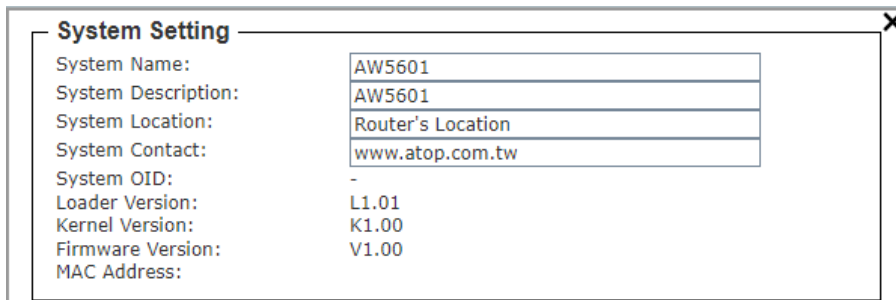 System Setting
System Name: AW5601
System Description: AW5601
System Location: Router's Location
System Contact: www.atop.com.tw
System OID: -
Loader Version: L1.01
Kernel Version: K1.00
Firmware Version: V1.00
MAC Address: